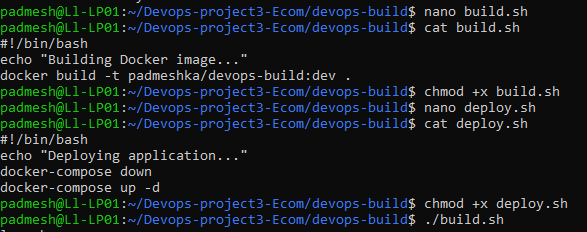 padmesh@Ll-LP01:~/Devops-project3-Ecom/devops-build$ nano build.sh
padmesh@Ll-LP01:~/Devops-project3-Ecom/devops-build$ cat build.sh
#!/bin/bash
echo "Building Docker image..."
docker build -t padmeshka/devops-build:dev .
padmesh@Ll-LP01:~/Devops-project3-Ecom/devops-build$ chmod +x build.sh
padmesh@Ll-LP01:~/Devops-project3-Ecom/devops-build$ nano deploy.sh
padmesh@Ll-LP01:~/Devops-project3-Ecom/devops-build$ cat deploy.sh
#!/bin/bash
echo "Deploying application..."
docker-compose down
docker-compose up -d
padmesh@Ll-LP01:~/Devops-project3-Ecom/devops-build$ chmod +x deploy.sh
padmesh@Ll-LP01:~/Devops-project3-Ecom/devops-build$ ./build.sh